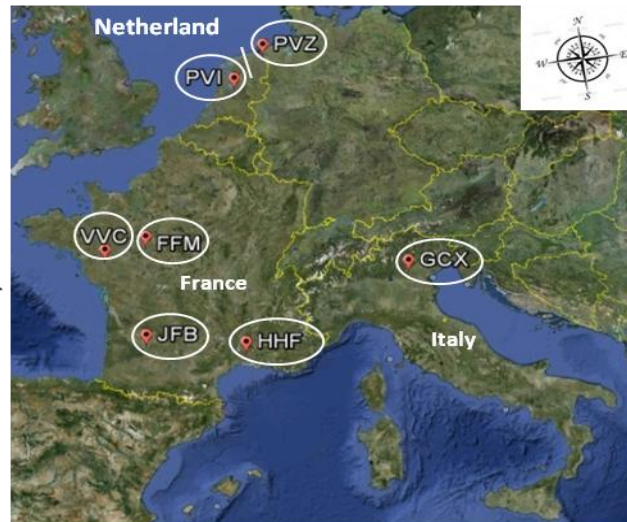 Netherland
PVZ
PVI
N
W
E
S
VVC
FFM
GCX
France
JFB
HHF
Italy